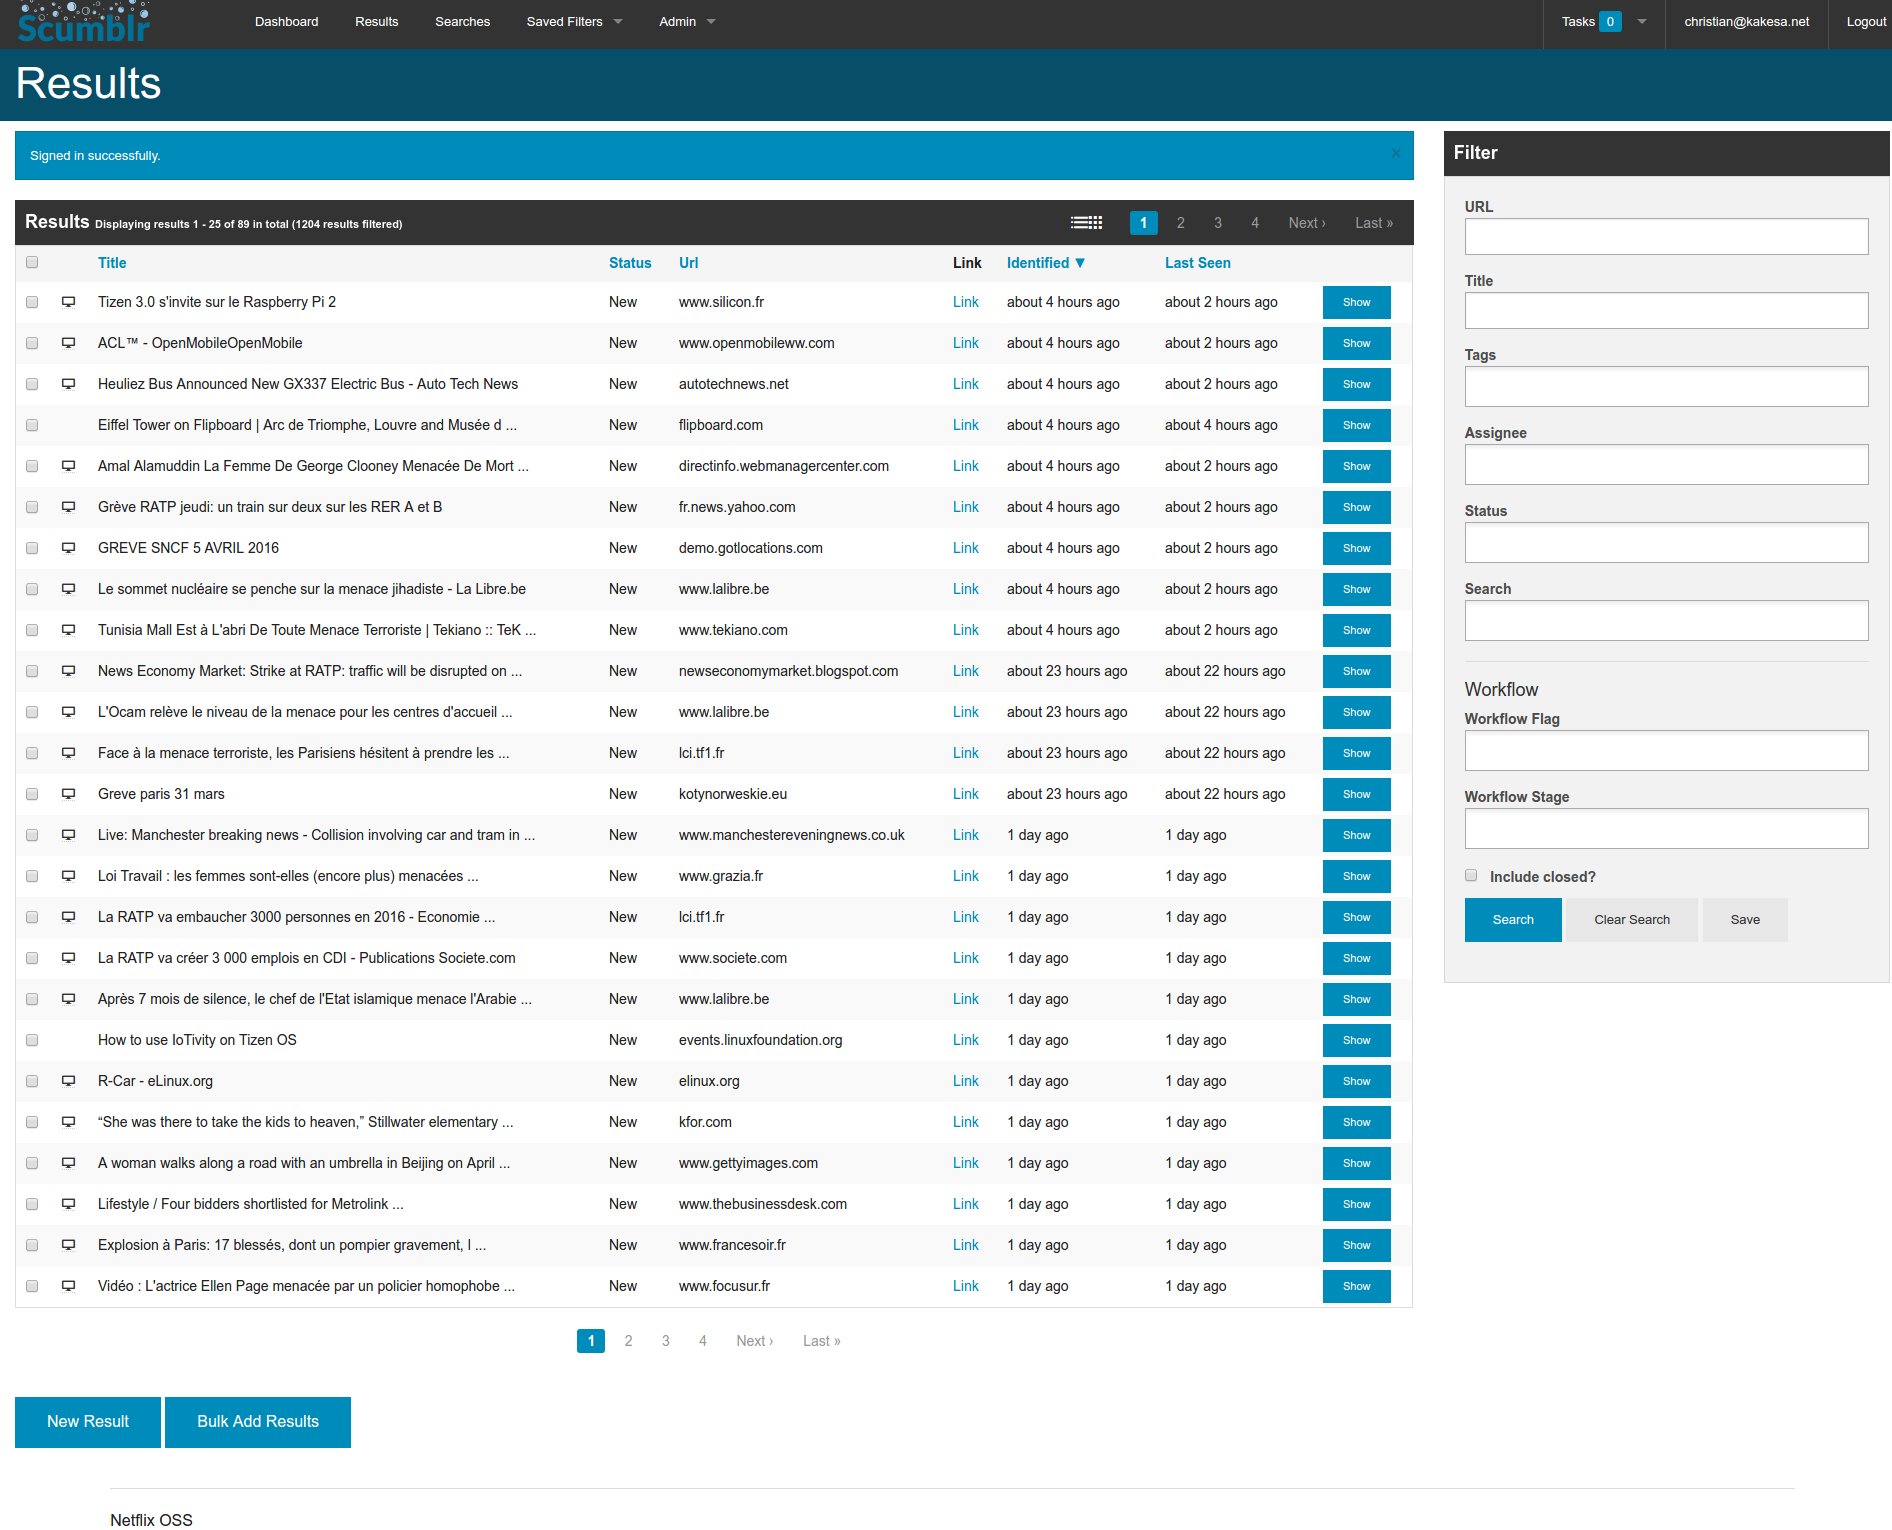 Scumblr Dashboard Results Searches Saved Filters Admin Tasks 0 christian@kakesa.net Logout
Results
Signed in successfully. ×
Results Displaying results 1 - 25 of 89 in total (1204 results filtered) 1 2 3 4 Next › Last »
Title Status Url Link Identified ▼ Last Seen
Tizen 3.0 s'invite sur le Raspberry Pi 2 New www.silicon.fr Link about 4 hours ago about 2 hours ago Show
ACL™ - OpenMobileOpenMobile New www.openmobileww.com Link about 4 hours ago about 2 hours ago Show
Heuliez Bus Announced New GX337 Electric Bus - Auto Tech News New autotechnews.net Link about 4 hours ago about 2 hours ago Show
Eiffel Tower on Flipboard | Arc de Triomphe, Louvre and Musée d ... New flipboard.com Link about 4 hours ago about 4 hours ago Show
Amal Alamuddin La Femme De George Clooney Menacée De Mort ... New directinfo.webmanagercenter.com Link about 4 hours ago about 2 hours ago Show
Grève RATP jeudi: un train sur deux sur les RER A et B New fr.news.yahoo.com Link about 4 hours ago about 2 hours ago Show
GREVE SNCF 5 AVRIL 2016 New demo.gotlocations.com Link about 4 hours ago about 2 hours ago Show
Le sommet nucléaire se penche sur la menace jihadiste - La Libre.be New www.lalibre.be Link about 4 hours ago about 2 hours ago Show
Tunisia Mall Est à L'abri De Toute Menace Terroriste | Tekiano :: TeK ... New www.tekiano.com Link about 4 hours ago about 2 hours ago Show
News Economy Market: Strike at RATP: traffic will be disrupted on ... New newseconomymarket.blogspot.com Link about 23 hours ago about 22 hours ago Show
L'Ocam relève le niveau de la menace pour les centres d'accueil ... New www.lalibre.be Link about 23 hours ago about 22 hours ago Show
Face à la menace terroriste, les Parisiens hésitent à prendre les ... New lci.tf1.fr Link about 23 hours ago about 22 hours ago Show
Greve paris 31 mars New kotynorweskie.eu Link about 23 hours ago about 22 hours ago Show
Live: Manchester breaking news - Collision involving car and tram in ... New www.manchestereveningnews.co.uk Link 1 day ago 1 day ago Show
Loi Travail : les femmes sont-elles (encore plus) menacées ... New www.grazia.fr Link 1 day ago 1 day ago Show
La RATP va embaucher 3000 personnes en 2016 - Economie ... New lci.tf1.fr Link 1 day ago 1 day ago Show
La RATP va créer 3 000 emplois en CDI - Publications Societe.com New www.societe.com Link 1 day ago 1 day ago Show
Après 7 mois de silence, le chef de l'Etat islamique menace l'Arabie ... New www.lalibre.be Link 1 day ago 1 day ago Show
How to use IoTivity on Tizen OS New events.linuxfoundation.org Link 1 day ago 1 day ago Show
R-Car - eLinux.org New elinux.org Link 1 day ago 1 day ago Show
“She was there to take the kids to heaven,” Stillwater elementary ... New kfor.com Link 1 day ago 1 day ago Show
A woman walks along a road with an umbrella in Beijing on April ... New www.gettyimages.com Link 1 day ago 1 day ago Show
Lifestyle / Four bidders shortlisted for Metrolink ... New www.thebusinessdesk.com Link 1 day ago 1 day ago Show
Explosion à Paris: 17 blessés, dont un pompier gravement, l ... New www.francesoir.fr Link 1 day ago 1 day ago Show
Vidéo : L'actrice Ellen Page menacée par un policier homophobe ... New www.focusur.fr Link 1 day ago 1 day ago Show
1 2 3 4 Next › Last »
New Result Bulk Add Results
Filter
URL
Title
Tags
Assignee
Status
Search
Workflow
Workflow Flag
Workflow Stage
Include closed?
Search Clear Search Save
Netflix OSS